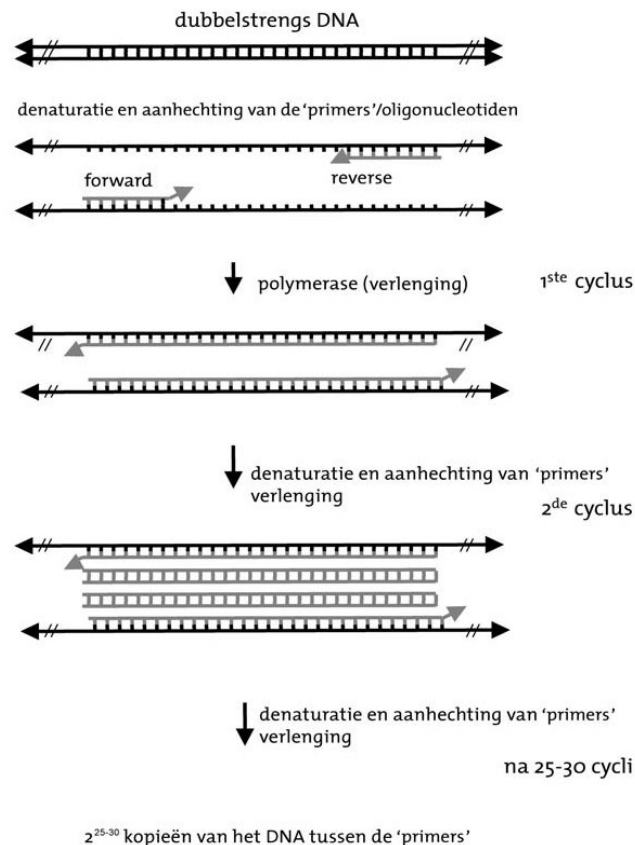 dubbelstrengs DNA
denaturatie en aanhechting van de ‘primers’/oligonucleotiden
forward
reverse
polymerase (verlenging)
1ste cyclus
denaturatie en aanhechting van ‘primers’
verlenging
2de cyclus
denaturatie en aanhechting van ‘primers’
verlenging
na 25-30 cycli
2²⁵⁻³⁰ kopieën van het DNA tussen de ‘primers’